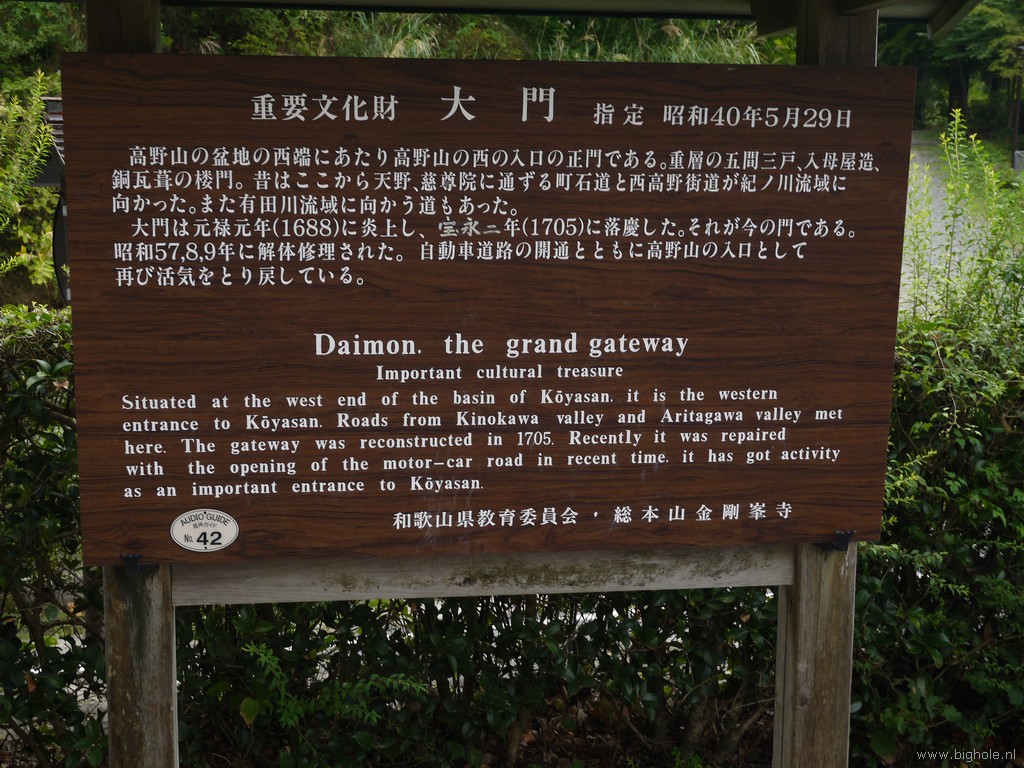 重要文化財 大門 指定 昭和40年5月29日
高野山の盆地の西端にあたり高野山の西の入口の正門である。重層の五間三戸、入母屋造、
銅瓦葺の楼門。昔はここから天野、慈尊院に通ずる町石道と西高野街道が紀ノ川流域に
向かった。また有田川流域に向かう道もあった。
大門は元禄元年(1688)に炎上し、宝永二年(1705)に落慶した。それが今の門である。
昭和57,8,9年に解体修理された。自動車道路の開通とともに高野山の入口として
再び活気をとり戻している。
Daimon. the grand gateway
Important cultural treasure
Situated at the west end of the basin of Kōyasan. it is the western
entrance to Kōyasan. Roads from Kinokawa valley and Aritagawa valley met
here. The gateway was reconstructed in 1705. Recently it was repaired
with the opening of the motor-car road in recent time. it has got activity
as an important entrance to Kōyasan.
和歌山県教育委員会・総本山金剛峯寺
AUDIO GUIDE
音声ガイド
No. 42
www.bighole.nl